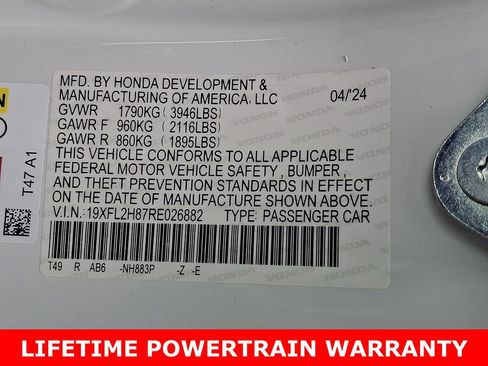 MFD. BY HONDA DEVELOPMENT &
MANUFACTURING OF AMERICA, LLC 04/'24
GVWR 1790KG (3946LBS)
GAWR F 960KG (2116LBS)
GAWR R 860KG (1895LBS)
THIS VEHICLE CONFORMS TO ALL APPLICABLE
FEDERAL MOTOR VEHICLE SAFETY, BUMPER,
AND THEFT PREVENTION STANDARDS IN EFFECT
ON THE DATE OF MANUFACTURE SHOWN ABOVE.
V.I.N.: 19XFL2H87RE026882 TYPE: PASSENGER CAR
T49 R AB6 -NH883P -Z -E
T47 A1
LIFETIME POWERTRAIN WARRANTY